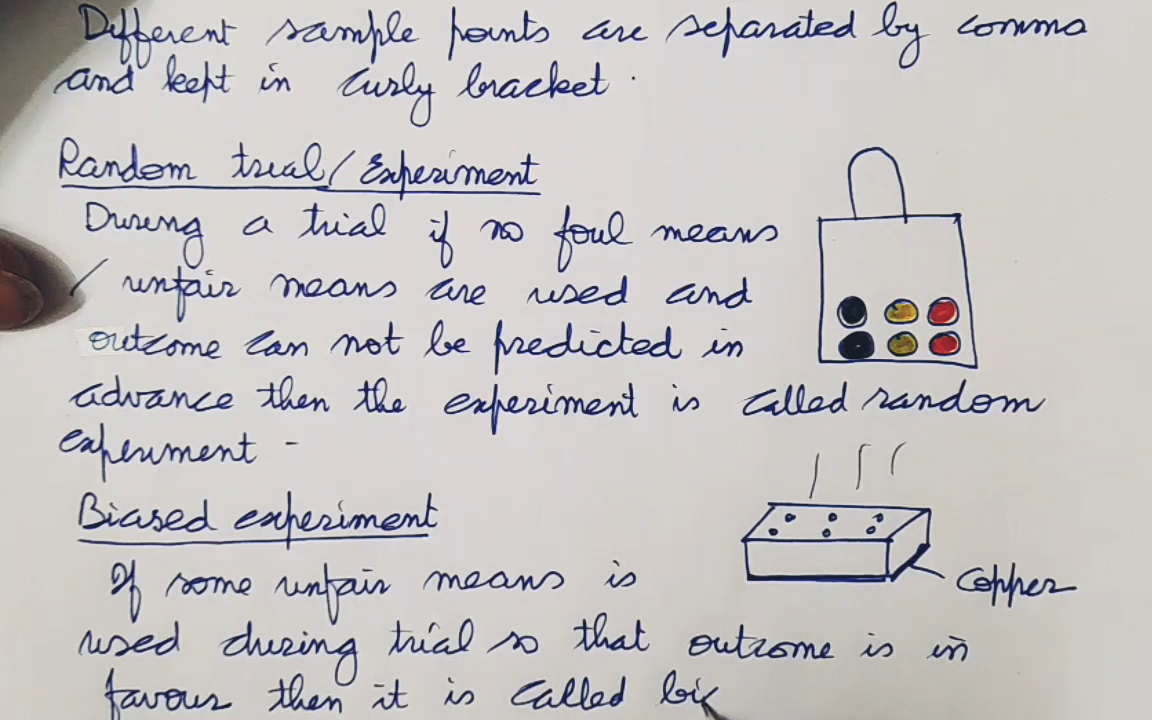 Different sample points are separated by comma
and kept in curly bracket.
Random trial/Experiment
During a trial if no foul means
/ unfair means are used and
outcome can not be predicted in
advance then the experiment is called random
experiment -
Biased experiment
If some unfair means is
used during trial so that outcome is in
favour then it is called bi
Copper